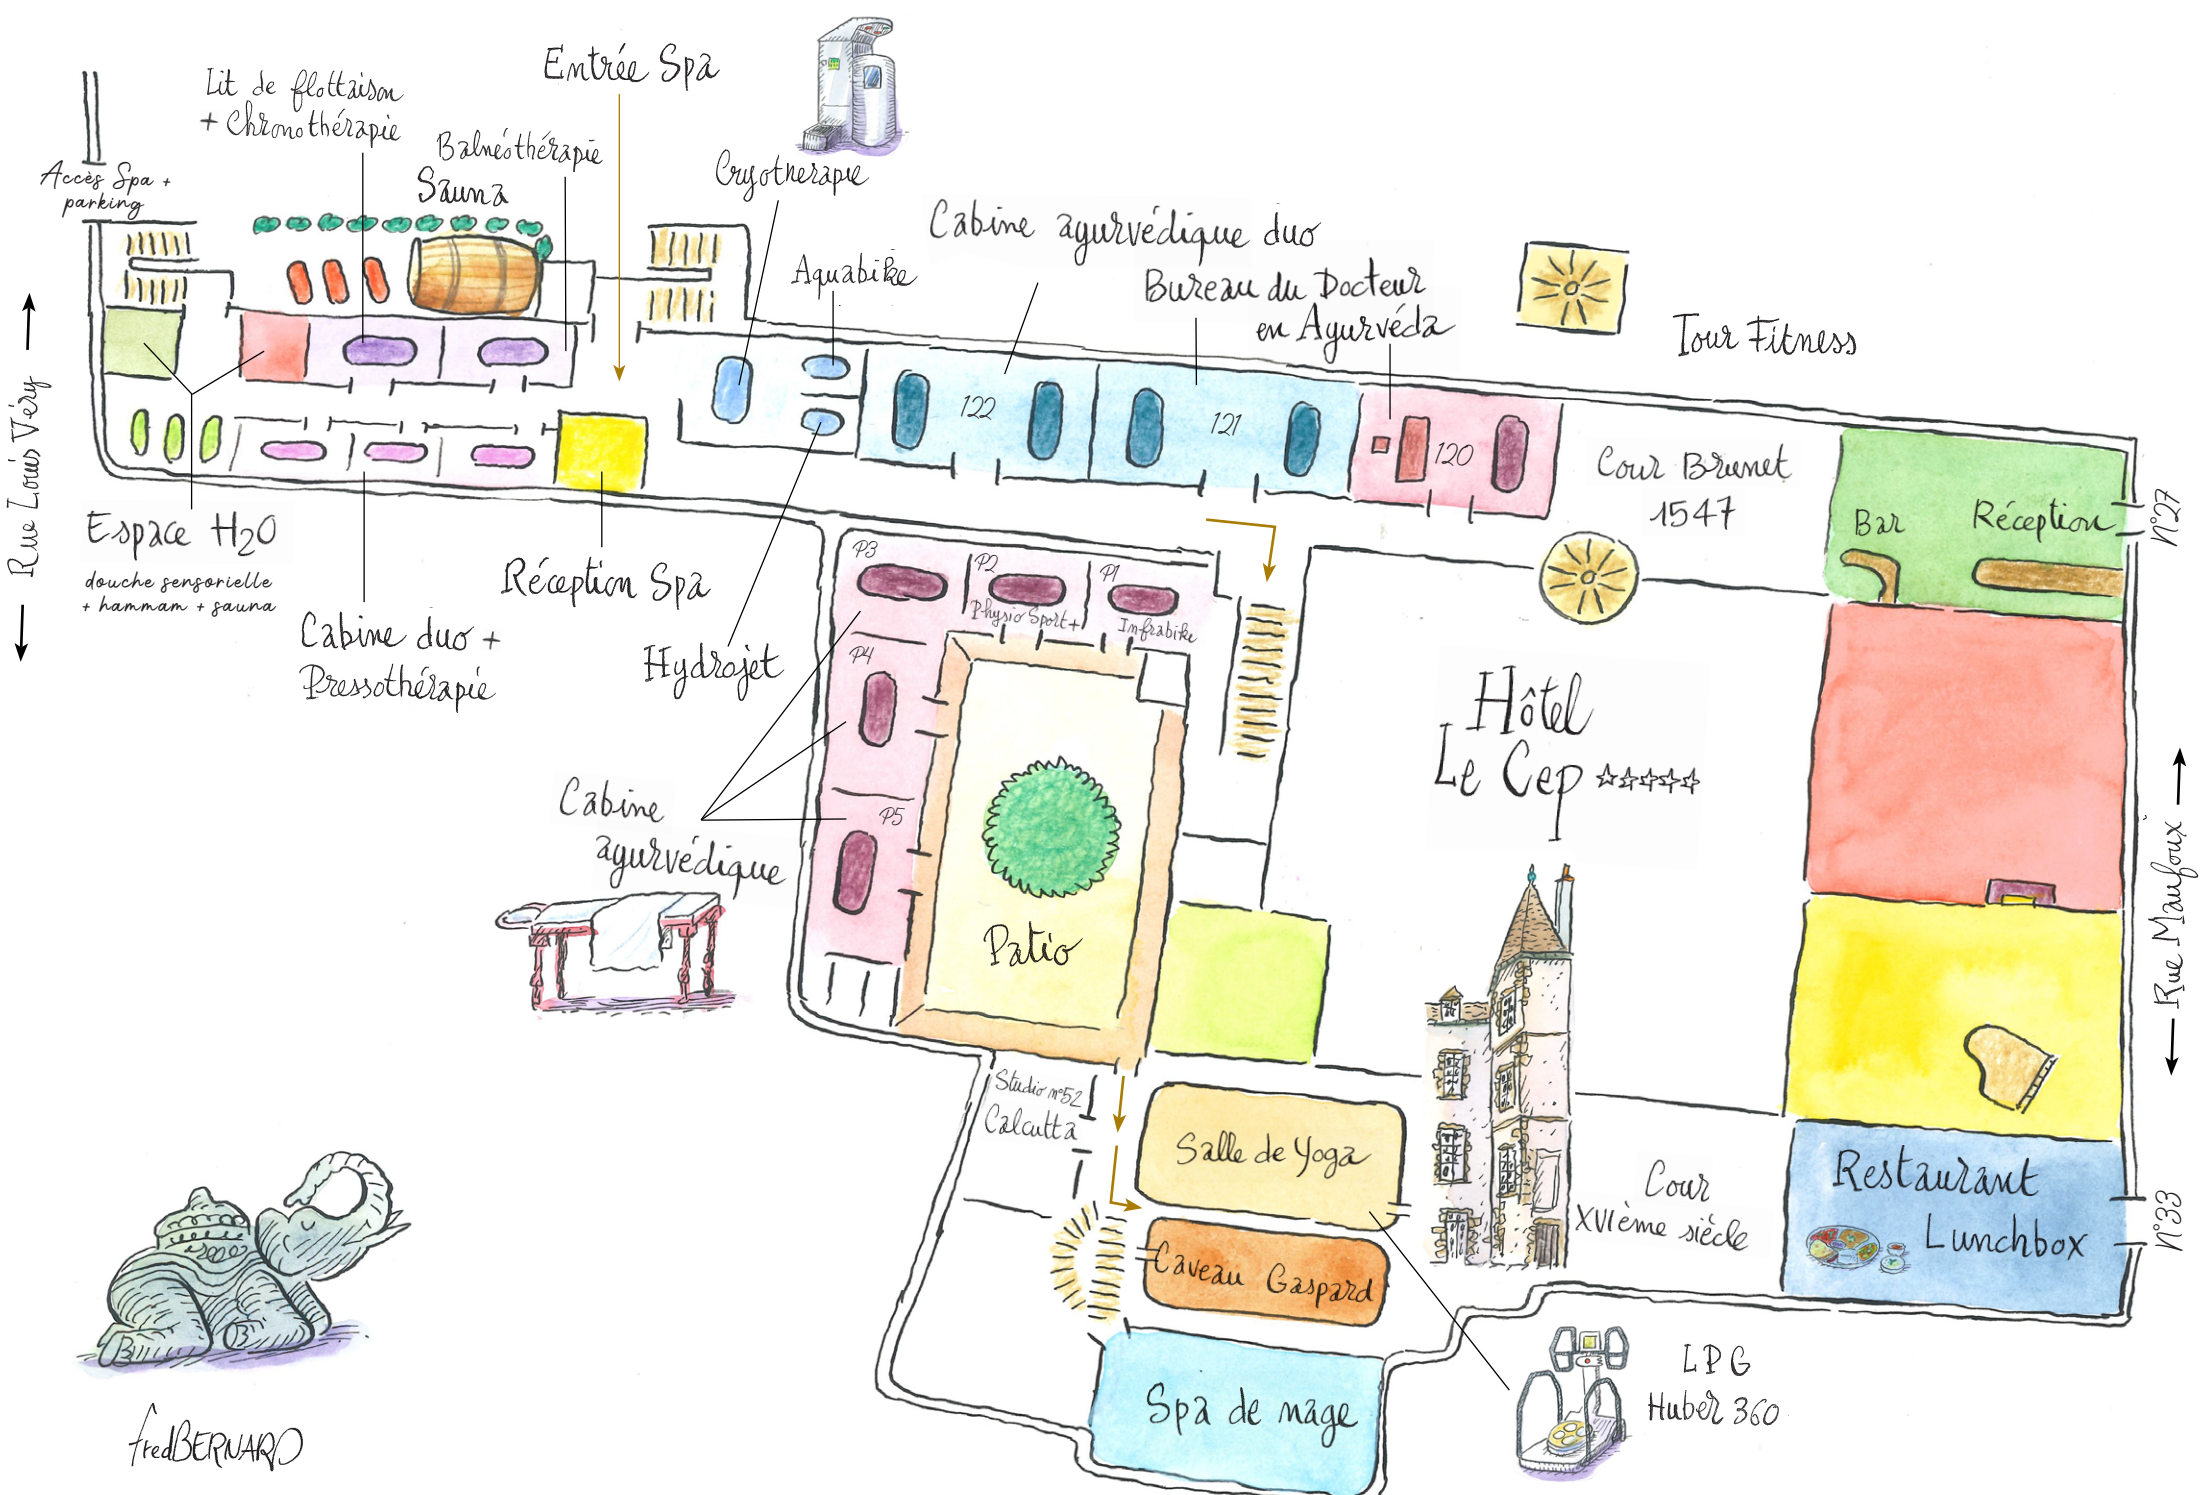 Entrée Spa
Lit de flottaison
+ Chronothérapie
Balnéothérapie
Sauna
Accès Spa +
parking
Cryotherapie
Aquabike
Cabine ayurvédique duo
Bureau du Docteur
en Ayurvéda
Tour Fitness
122
121
120
Cour Brunet
1547
Bar
Réception
N°27
Rue Louis Véry
Espace H2O
douche sensorielle
+ hammam + sauna
Réception Spa
Cabine duo +
Pressothérapie
Hydrojet
P3
P2
Physio Sport+
P1
Infrabike
P4
P5
Cabine
ayurvédique
Patio
Hôtel
Le Cep ☆☆☆☆☆
Rue Maufoux
Studio n°52
Calcutta
Salle de Yoga
Caveau Gaspard
Spa de nage
Cour
XVIème siècle
Restaurant
Lunchbox
N°33
LPG
Huber 360
fredBERNARD